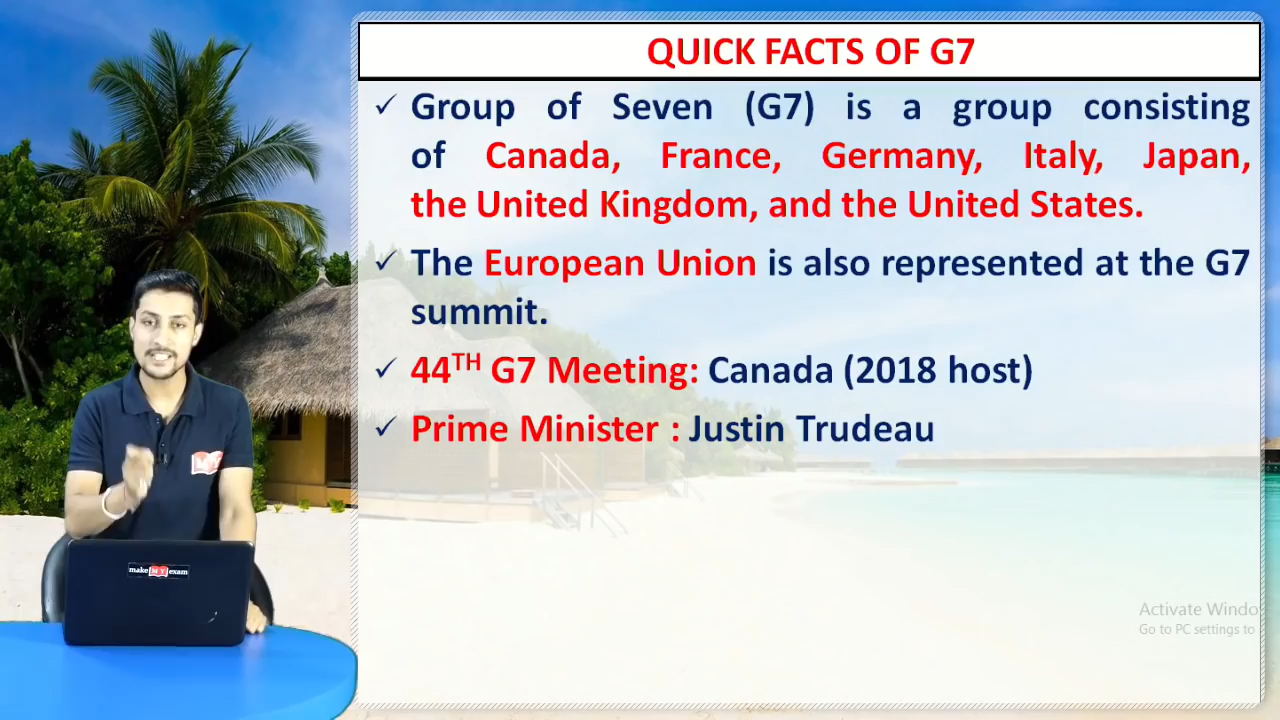 QUICK FACTS OF G7
✓ Group of Seven (G7) is a group consisting
of Canada, France, Germany, Italy, Japan,
the United Kingdom, and the United States.
✓ The European Union is also represented at the G7
summit.
✓ 44TH G7 Meeting: Canada (2018 host)
✓ Prime Minister : Justin Trudeau
make MY exam
Activate Windo
Go to PC settings to